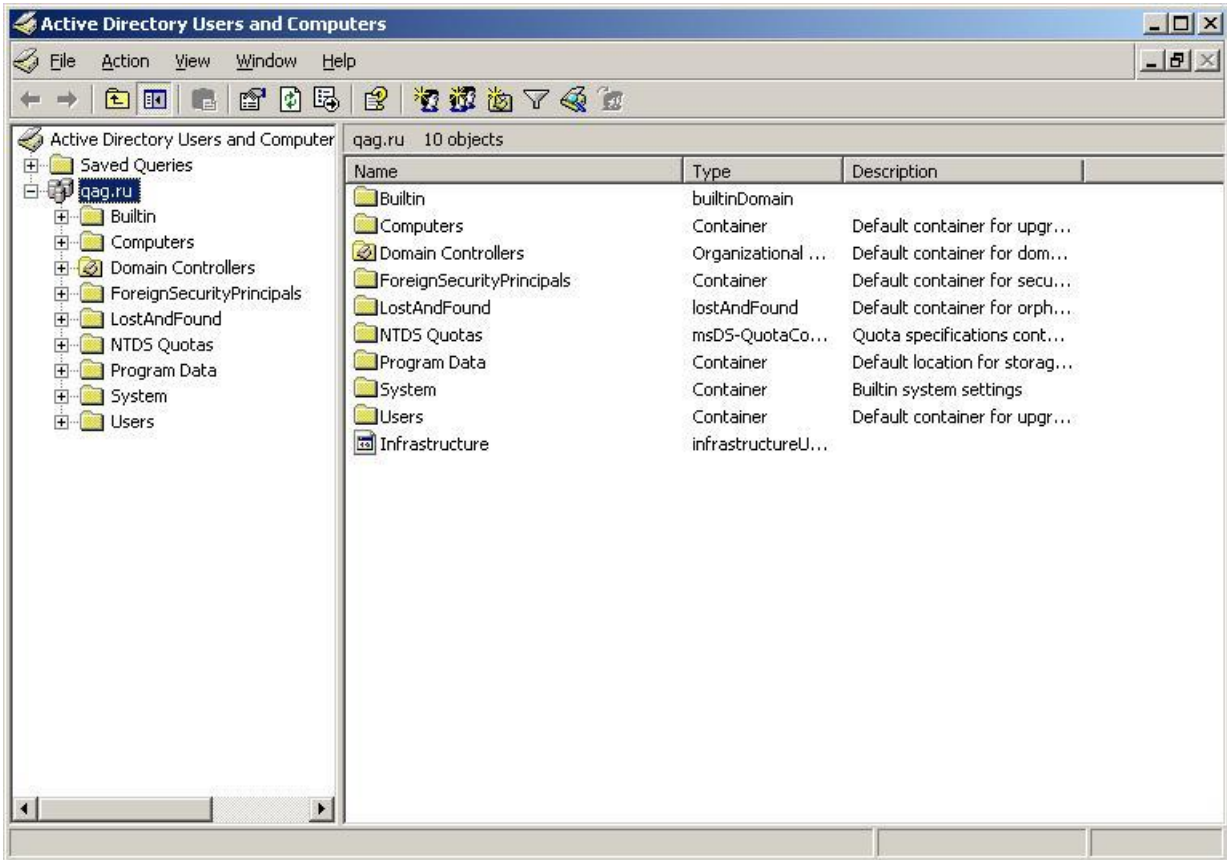 Active Directory Users and Computers
File Action View Window Help
Active Directory Users and Computer
Saved Queries
qag.ru
Builtin
Computers
Domain Controllers
ForeignSecurityPrincipals
LostAndFound
NTDS Quotas
Program Data
System
Users
qag.ru 10 objects
Name Type Description
Builtin builtinDomain
Computers Container Default container for upgr...
Domain Controllers Organizational ... Default container for dom...
ForeignSecurityPrincipals Container Default container for secu...
LostAndFound lostAndFound Default container for orph...
NTDS Quotas msDS-QuotaCo... Quota specifications cont...
Program Data Container Default location for storag...
System Container Builtin system settings
Users Container Default container for upgr...
Infrastructure infrastructureU...